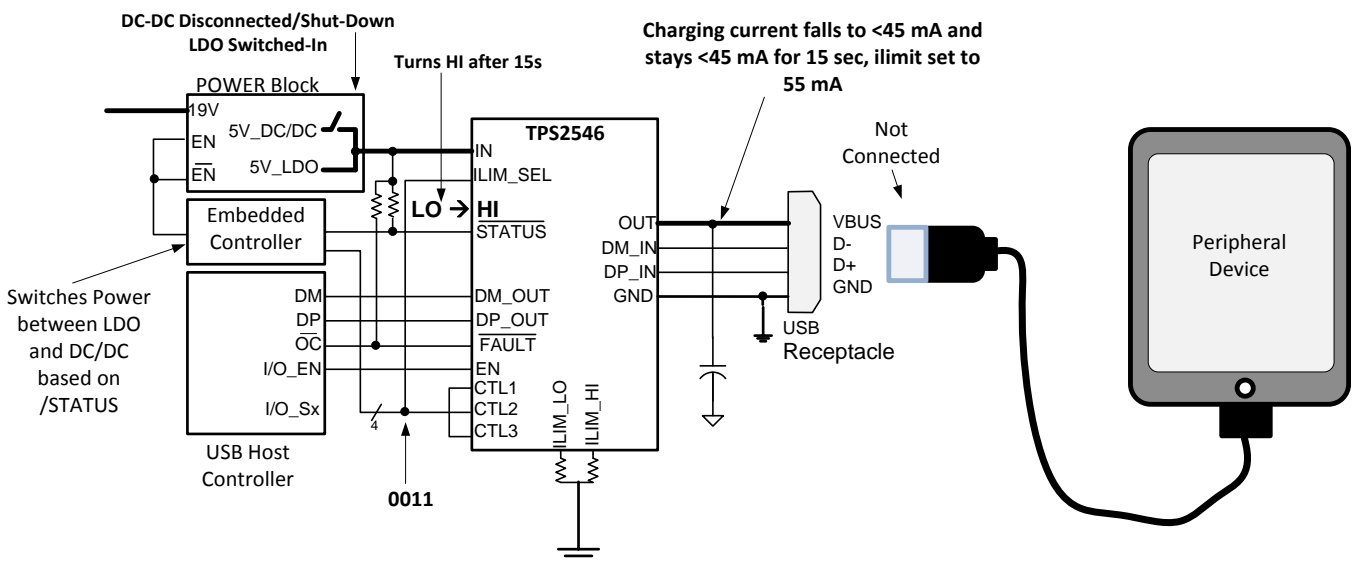 DC-DC Disconnected/Shut-Down
LDO Switched-In
Turns HI after 15s
Charging current falls to <45 mA and
stays <45 mA for 15 sec, ilimit set to
55 mA
POWER Block
19V
EN
EN
5V_DC/DC
5V_LDO
Embedded
Controller
Switches Power
between LDO
and DC/DC
based on
/STATUS
DM
DP
OC
I/O_EN
I/O_Sx
USB Host
Controller
4
0011
LO → HI
TPS2546
IN
ILIM_SEL
STATUS
DM_OUT
DP_OUT
FAULT
EN
CTL1
CTL2
CTL3
ILIM_LO
ILIM_HI
OUT
DM_IN
DP_IN
GND
Not
Connected
VBUS
D-
D+
GND
USB
Receptacle
Peripheral
Device